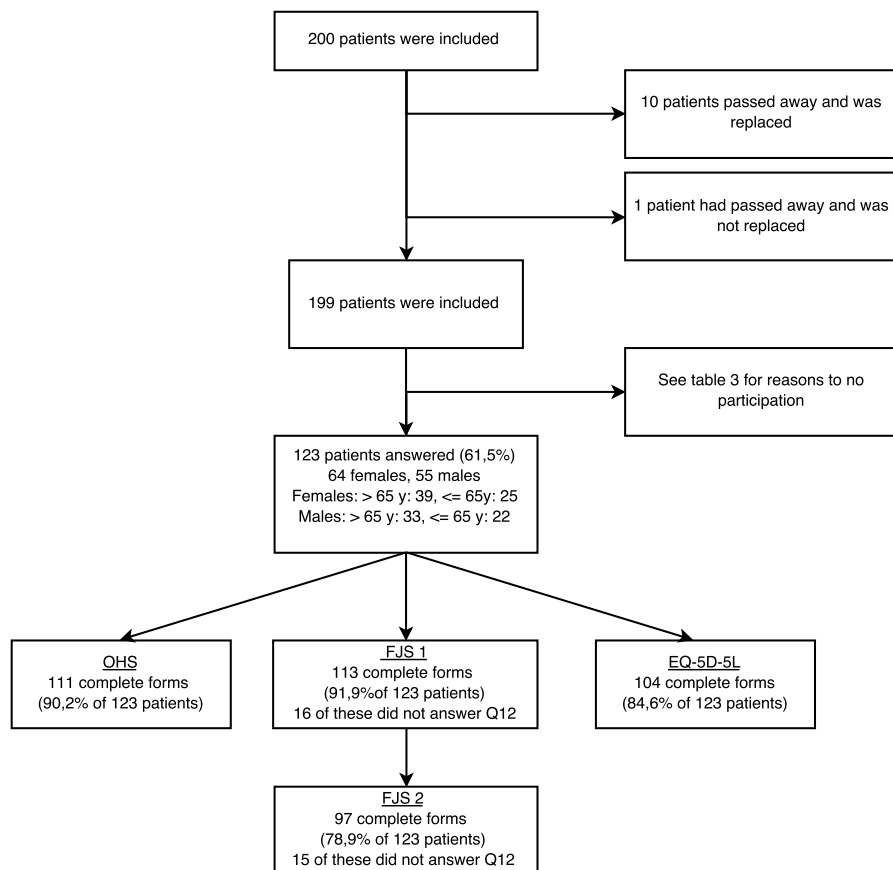 200 patients were included
10 patients passed away and was
replaced
1 patient had passed away and was
not replaced
199 patients were included
See table 3 for reasons to no
participation
123 patients answered (61,5%)
64 females, 55 males
Females: > 65 y: 39, <= 65y: 25
Males: > 65 y: 33, <= 65 y: 22
OHS
111 complete forms
(90,2% of 123 patients)
FJS 1
113 complete forms
(91,9%of 123 patients)
16 of these did not answer Q12
EQ-5D-5L
104 complete forms
(84,6% of 123 patients)
FJS 2
97 complete forms
(78,9% of 123 patients)
15 of these did not answer Q12